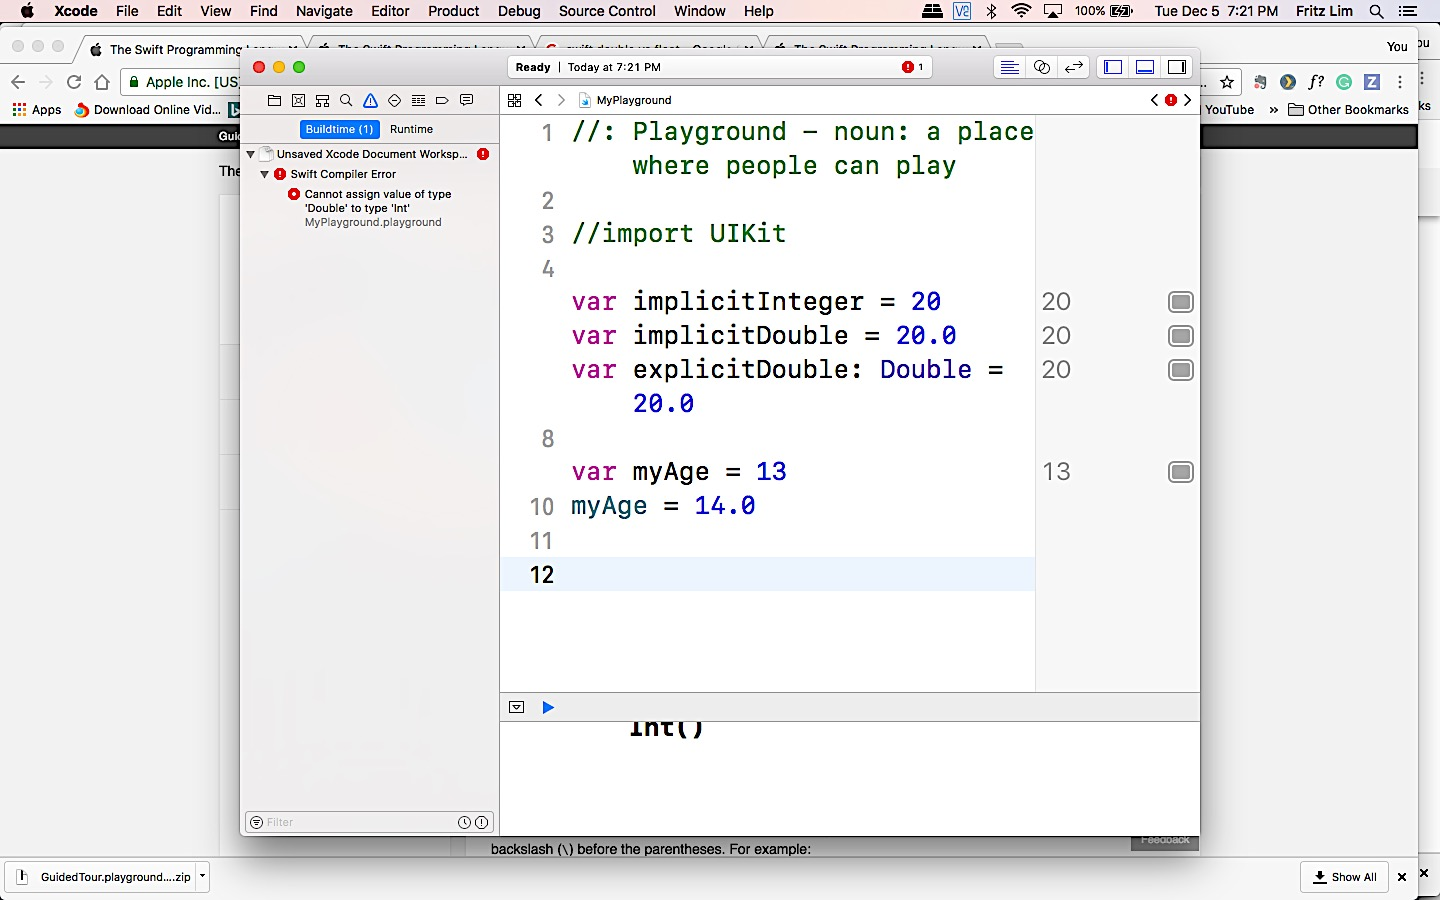 Xcode File Edit View Find Navigate Editor Product Debug Source Control Window Help 100% Tue Dec 5 7:21 PM Fritz Lim
The Swift Programming
You
Ready | Today at 7:21 PM 1
Apple Inc. [US]
Apps Download Online Vid... YouTube » Other Bookmarks
MyPlayground
Buildtime (1) Runtime
Unsaved Xcode Document Worksp...
Swift Compiler Error
Cannot assign value of type
'Double' to type 'Int'
MyPlayground.playground
1 //: Playground – noun: a place
where people can play
2
3 //import UIKit
4
var implicitInteger = 20 20
var implicitDouble = 20.0 20
var explicitDouble: Double = 20
20.0
8
var myAge = 13 13
10 myAge = 14.0
11
12
Int()
Filter
Feedback
backslash (\) before the parentheses. For example:
GuidedTour.playground....zip Show All